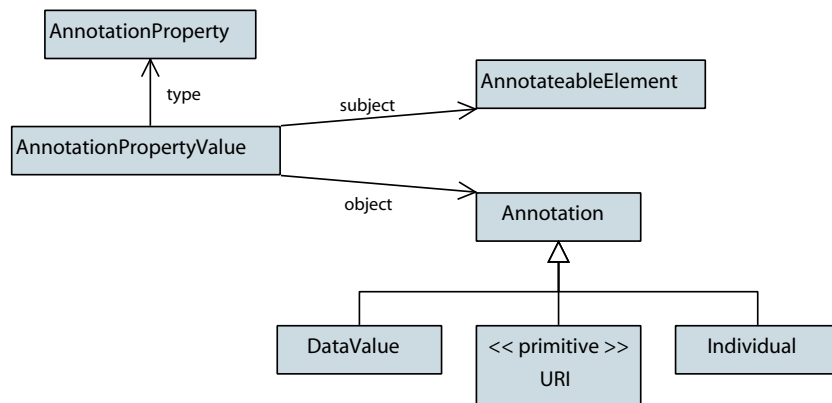 AnnotationProperty
type
subject
AnnotateableElement
AnnotationPropertyValue
object
Annotation
DataValue
<< primitive >>
URI
Individual